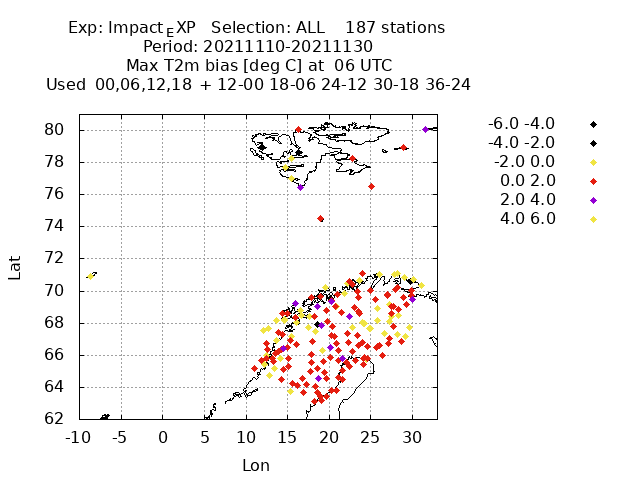 Exp: Impact_EXP   Selection: ALL    187 stations
Period: 20211110-20211130
Max T2m bias [deg C] at  06 UTC
Used  00,06,12,18  + 12-00 18-06 24-12 30-18 36-24
-6.0 -4.0
-4.0 -2.0
-2.0 0.0
0.0 2.0
2.0 4.0
4.0 6.0
80
78
76
74
72
70
68
66
64
62
Lat
-10 -5 0 5 10 15 20 25 30
Lon